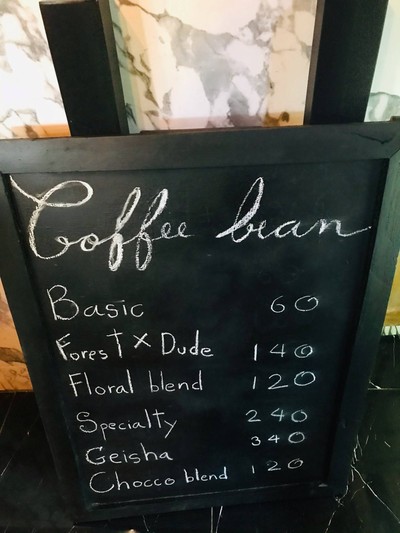 Coffee bean
Basic 60
Forest x Dude 140
Floral blend 120
Specialty 240
Geisha 340
Chocco blend 120